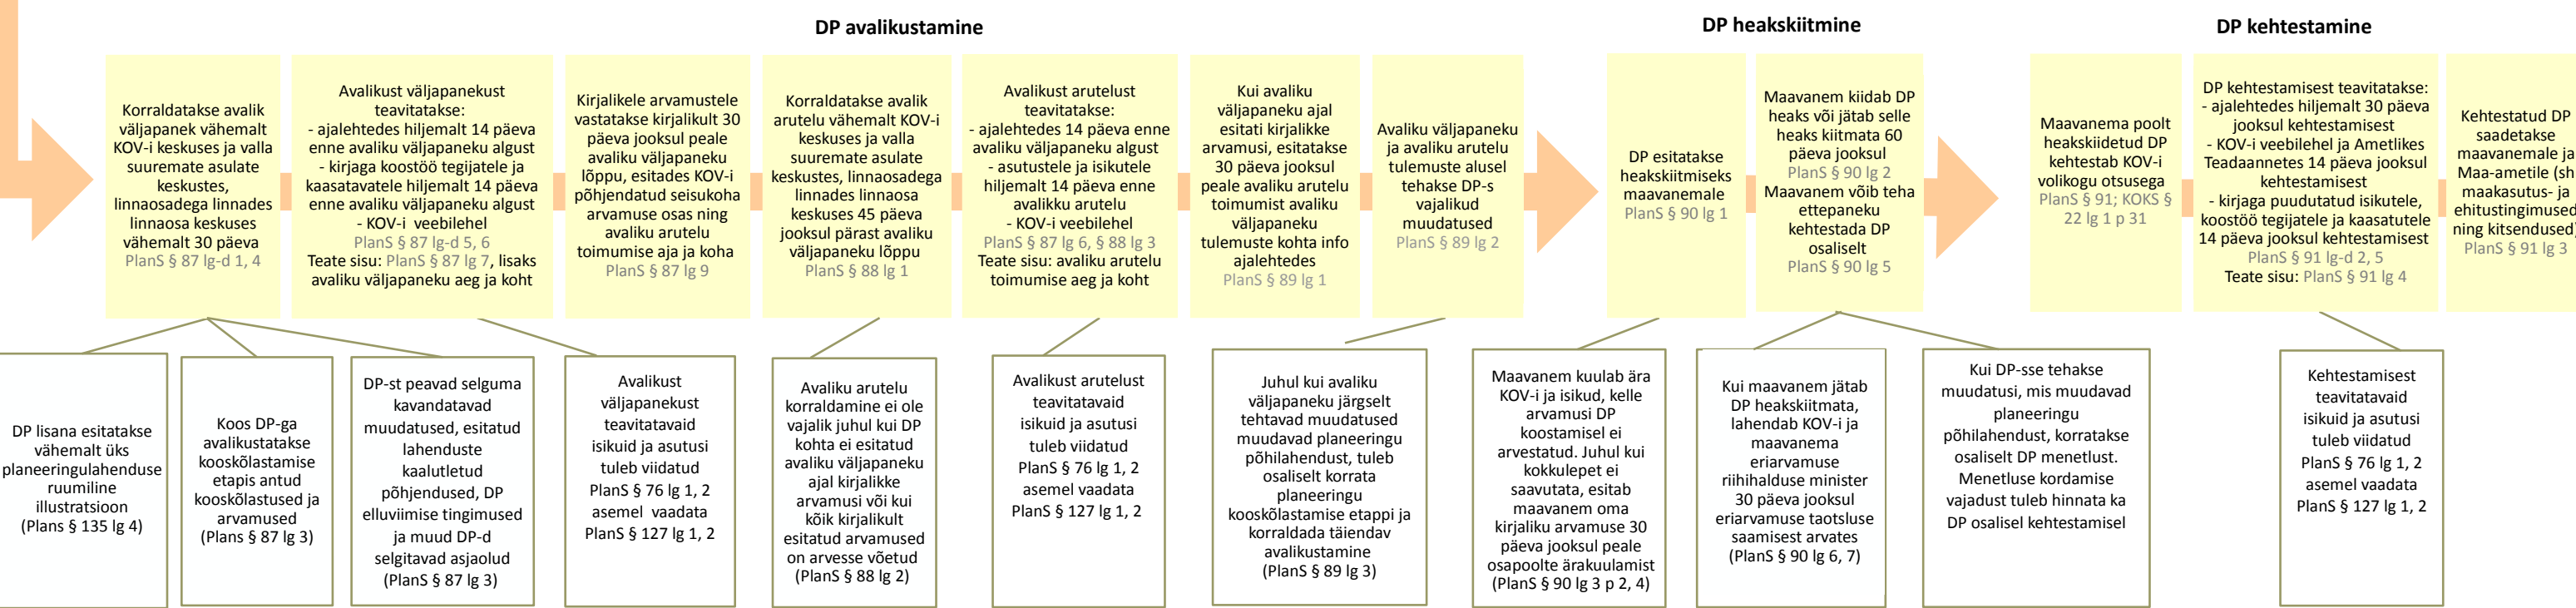 DP avalikustamine
DP heakskiitmine
DP kehtestamine
Korraldatakse avalik
väljapanek vähemalt
KOV-i keskuses ja valla
suuremate asulate
keskustes,
linnaosadega linnades
linnaosa keskuses
vähemalt 30 päeva
PlanS § 87 lg-d 1, 4
Avalikust väljapanekust
teavitatakse:
- ajalehtedes hiljemalt 14 päeva
enne avaliku väljapaneku algust
- kirjaga koostöö tegijatele ja
kaasatavatele hiljemalt 14 päeva
enne avaliku väljapaneku algust
- KOV-i veebilehel
PlanS § 87 lg-d 5, 6
Teate sisu: PlanS § 87 lg 7, lisaks
avaliku väljapaneku aeg ja koht
Kirjalikele arvamustele
vastatakse kirjalikult 30
päeva jooksul peale
avaliku väljapaneku
lõppu, esitades KOV-i
põhjendatud seisukoha
arvamuse osas ning
avaliku arutelu
toimumise aja ja koha
PlanS § 87 lg 9
Korraldatakse avalik
arutelu vähemalt KOV-i
keskuses ja valla
suuremate asulate
keskustes, linnaosadega
linnades linnaosa
keskuses 45 päeva
jooksul pärast avaliku
väljapaneku lõppu
PlanS § 88 lg 1
Avalikust arutelust
teavitatakse:
- ajalehtedes 14 päeva enne
avaliku väljapaneku algust
- asutustele ja isikutele
hiljemalt 14 päeva enne
avalikku arutelu
- KOV-i veebilehel
PlanS § 87 lg 6, § 88 lg 3
Teate sisu: avaliku arutelu
toimumise aeg ja koht
Kui avaliku
väljapaneku ajal
esitati kirjalikke
arvamusi, esitatakse
30 päeva jooksul
peale avaliku arutelu
toimumist avaliku
väljapaneku
tulemuste kohta info
ajalehtedes
PlanS § 89 lg 1
Avaliku väljapaneku
ja avaliku arutelu
tulemuste alusel
tehakse DP-s
vajalikud
muudatused
PlanS § 89 lg 2
DP esitatakse
heakskiitmiseks
maavanemale
PlanS § 90 lg 1
Maavanem kiidab DP
heaks või jätab selle
heaks kiitmata 60
päeva jooksul
PlanS § 90 lg 2
Maavanem võib teha
ettepaneku
kehtestada DP
osaliselt
PlanS § 90 lg 5
Maavanema poolt
heakskiidetud DP
kehtestab KOV-i
volikogu otsusega
PlanS § 91; KOKS §
22 lg 1 p 31
DP kehtestamisest teavitatakse:
- ajalehtedes hiljemalt 30 päeva
jooksul kehtestamisest
- KOV-i veebilehel ja Ametlikes
Teadaannetes 14 päeva jooksul
kehtestamisest
- kirjaga puudutatud isikutele,
koostöö tegijatele ja kaasatutele
14 päeva jooksul kehtestamisest
PlanS § 91 lg-d 2, 5
Teate sisu: PlanS § 91 lg 4
Kehtestatud DP
saadetakse
maavanemale ja
Maa-ametile (sh
maakasutus- ja
ehitustingimused
ning kitsendused)
PlanS § 91 lg 3
DP lisana esitatakse
vähemalt üks
planeeringulahenduse
ruumiline
illustratsioon
(Plans § 135 lg 4)
Koos DP-ga
avalikustatakse
kooskõlastamise
etapis antud
kooskõlastused ja
arvamused
(Plans § 87 lg 3)
DP-st peavad selguma
kavandatavad
muudatused, esitatud
lahenduste
kaalutletud
põhjendused, DP
elluviimise tingimused
ja muud DP-d
selgitavad asjaolud
(PlanS § 87 lg 3)
Avalikust
väljapanekust
teavitatavaid
isikuid ja asutusi
tuleb viidatud
PlanS § 76 lg 1, 2
asemel vaadata
PlanS § 127 lg 1, 2
Avaliku arutelu
korraldamine ei ole
vajalik juhul kui DP
kohta ei esitatud
avaliku väljapaneku
ajal kirjalikke
arvamusi või kui
kõik kirjalikult
esitatud arvamused
on arvesse võetud
(PlanS § 88 lg 2)
Avalikust arutelust
teavitatavaid
isikuid ja asutusi
tuleb viidatud
PlanS § 76 lg 1, 2
asemel vaadata
PlanS § 127 lg 1, 2
Juhul kui avaliku
väljapaneku järgselt
tehtavad muudatused
muudavad planeeringu
põhilahendust, tuleb
osaliselt korrata
planeeringu
kooskõlastamise etappi ja
korraldada täiendav
avalikustamine
(PlanS § 89 lg 3)
Maavanem kuulab ära
KOV-i ja isikud, kelle
arvamusi DP
koostamisel ei
arvestatud. Juhul kui
kokkulepet ei
saavutata, esitab
maavanem oma
kirjaliku arvamuse 30
päeva jooksul peale
osapoolte ärakuulamist
(PlanS § 90 lg 3 p 2, 4)
Kui maavanem jätab
DP heakskiitmata,
lahendab KOV-i ja
maavanema
eriarvamuse
riihihalduse minister
30 päeva jooksul
eriarvamuse taotsluse
saamisest arvates
(PlanS § 90 lg 6, 7)
Kui DP-sse tehakse
muudatusi, mis muudavad
planeeringu
põhilahendust, korratakse
osaliselt DP menetlust.
Menetluse kordamise
vajadust tuleb hinnata ka
DP osalisel kehtestamisel
Kehtestamisest
teavitatavaid
isikuid ja asutusi
tuleb viidatud
PlanS § 76 lg 1, 2
asemel vaadata
PlanS § 127 lg 1, 2